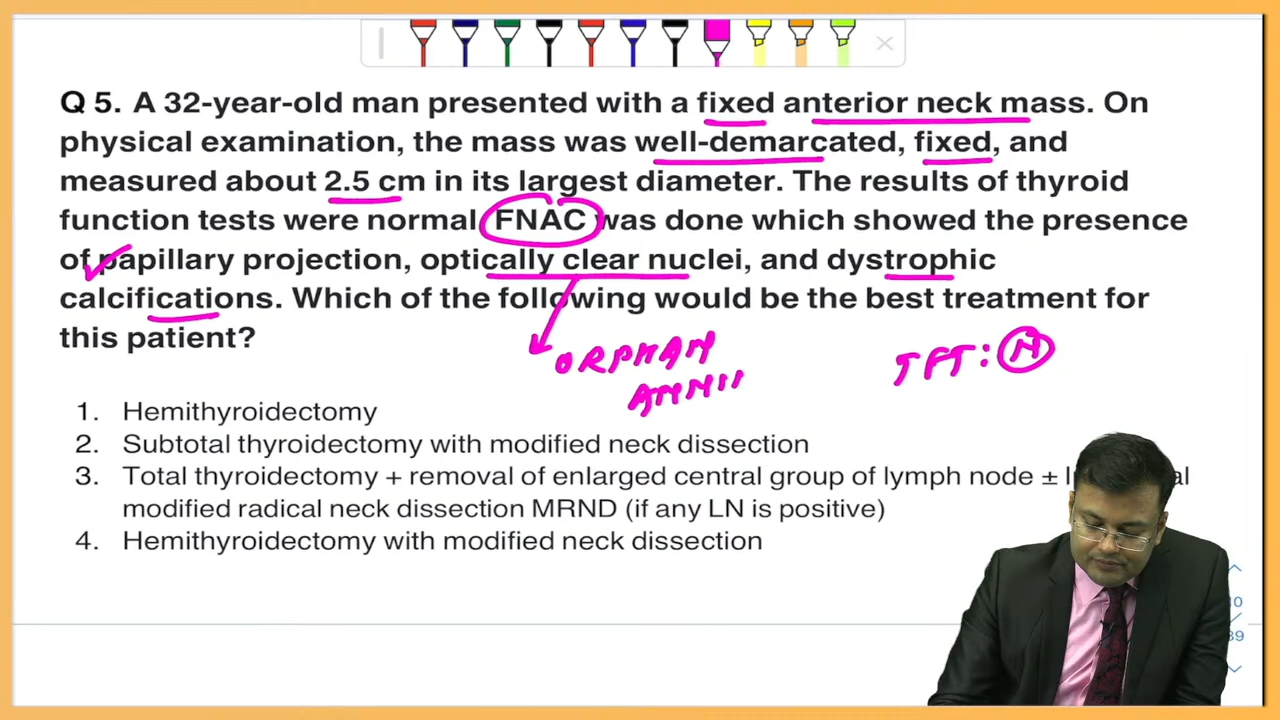 Q 5. A 32-year-old man presented with a fixed anterior neck mass. On
physical examination, the mass was well-demarcated, fixed, and
measured about 2.5 cm in its largest diameter. The results of thyroid
function tests were normal FNAC was done which showed the presence
of papillary projection, optically clear nuclei, and dystrophic
calcifications. Which of the following would be the best treatment for
this patient?
TFT: N
ORPHAN
ANNII
1. Hemithyroidectomy
2. Subtotal thyroidectomy with modified neck dissection
3. Total thyroidectomy + removal of enlarged central group of lymph node ±
modified radical neck dissection MRND (if any LN is positive)
4. Hemithyroidectomy with modified neck dissection